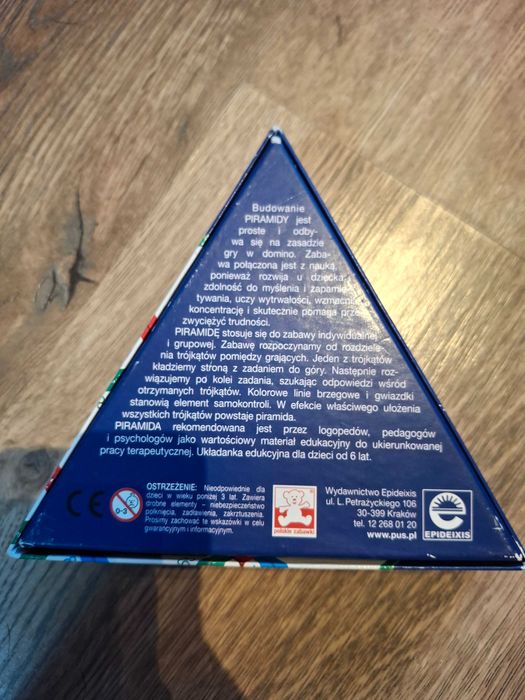 Budowanie
PIRAMIDY jest
proste i odby-
wa się na zasadzie
gry w domino. Zaba-
wa połączona jest z nauką,
ponieważ rozwija u dziecka:
zdolność do myślenia i zapamię-
tywania, uczy wytrwałości, wzmacnia
koncentrację i skutecznie pomaga prze-
zwyciężyć trudności.
PIRAMIDĘ stosuje się do zabawy indywidualnej
i grupowej. Zabawę rozpoczynamy od rozdziele-
nia trójkątów pomiędzy grających. Jeden z trójkątów
kładziemy stroną z zadaniem do góry. Następnie roz-
wiązujemy po kolei zadania, szukając odpowiedzi wśród
otrzymanych trójkątów. Kolorowe linie brzegowe i gwiazdki
stanowią element samokontroli. W efekcie właściwego ułożenia
wszystkich trójkątów powstaje piramida.
PIRAMIDA rekomendowana jest przez logopedów, pedagogów
i psychologów jako wartościowy materiał edukacyjny do ukierunkowanej
pracy terapeutycznej. Układanka edukcyjna dla dzieci od 6 lat.
CE
0-3
OSTRZEŻENIE: Nieodpowiednie dla
dzieci w wieku poniżej 3 lat. Zawiera
drobne elementy – niebezpieczeństwo
połknięcia, zadławienia, zakrztuszenia.
Prosimy zachować te wskazówki w celu
gwarancyjnym i informacyjnym.
polskie zabawki
Wydawnictwo Epideixis
ul. L. Petrażyckiego 106
30-399 Kraków
tel. 12 268 01 20
www.pus.pl
EPIDEIXIS